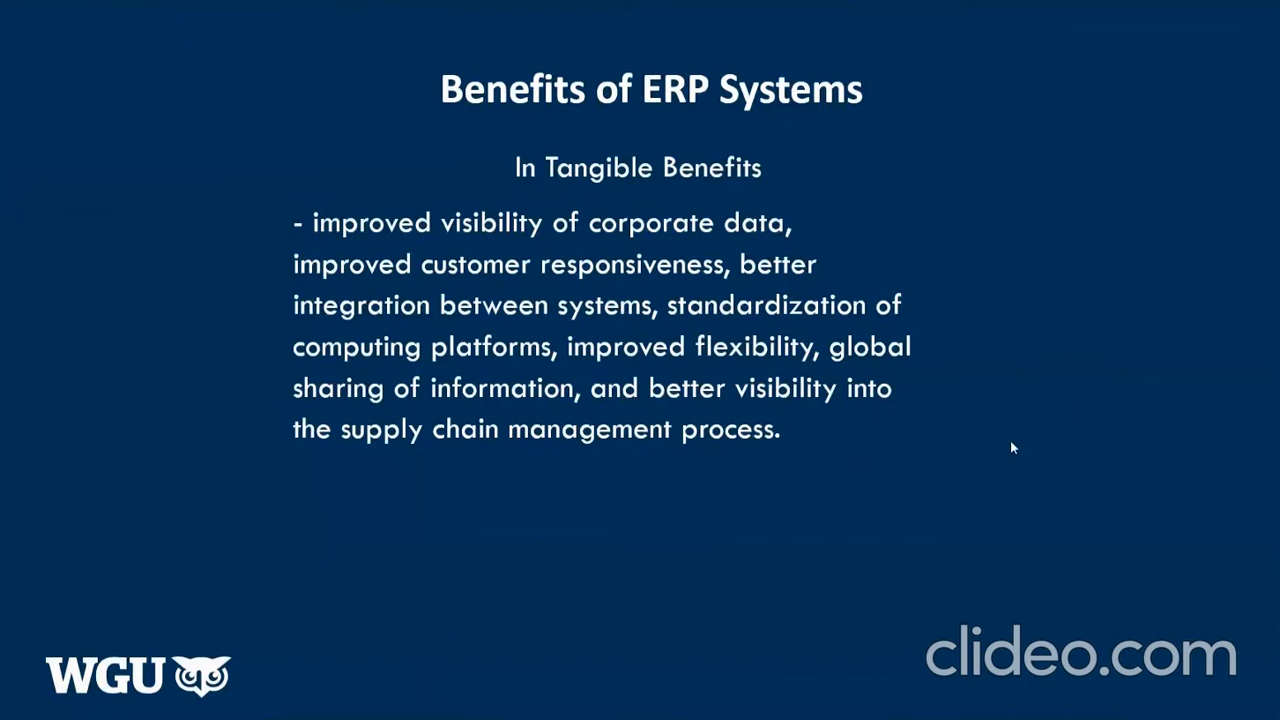 Benefits of ERP Systems
In Tangible Benefits
- improved visibility of corporate data,
improved customer responsiveness, better
integration between systems, standardization of
computing platforms, improved flexibility, global
sharing of information, and better visibility into
the supply chain management process.
WGU
clideo.com